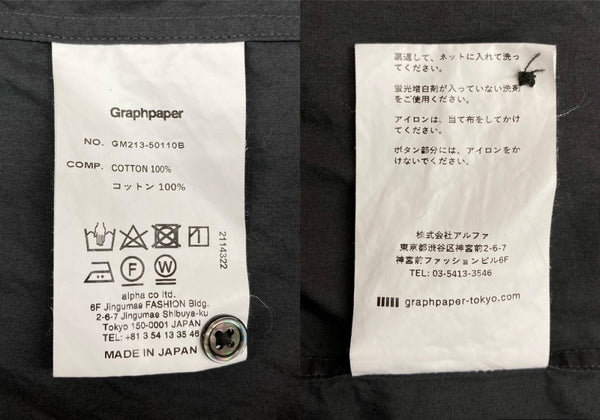 Graphpaper
NO. GM213-50110B
COMP. COTTON 100%
コットン 100%
F W
2114322
alpha co ltd.
6F Jingumae FASHION Bldg.
2-6-7 Jingumae Shibuya-ku
Tokyo 150-0001 JAPAN
TEL: +81 3 54 13 35 46
MADE IN JAPAN
裏返して、ネットに入れて洗っ
てください。
蛍光増白剤が入っていない洗剤
をご使用ください。
アイロンは、当て布をしてかけ
てください。
ボタン部分には、アイロンをか
けないでください。
株式会社アルファ
東京都渋谷区神宮前2-6-7
神宮前ファッションビル6F
TEL: 03-5413-3546
graphpaper-tokyo.com